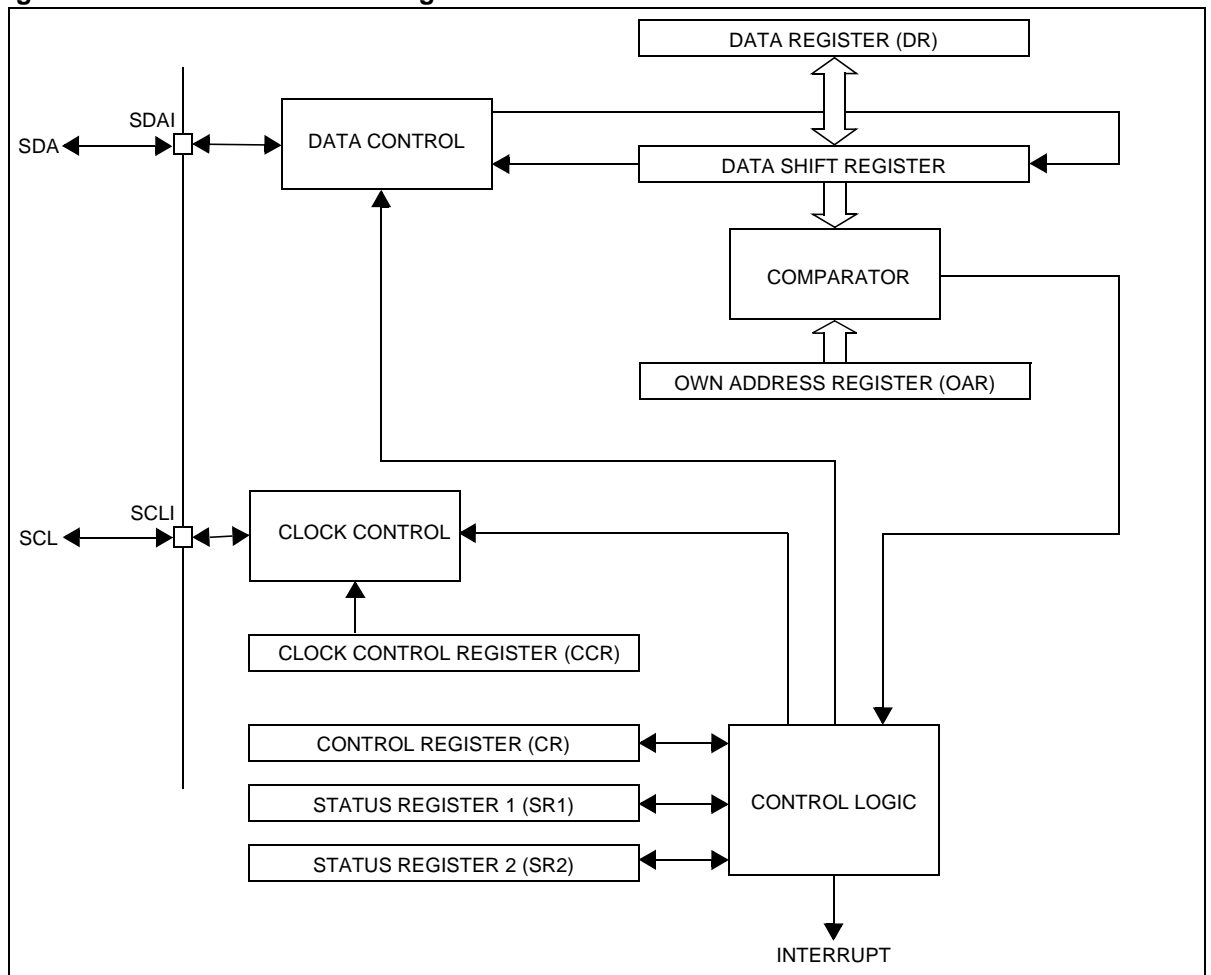 DATA REGISTER (DR)
SDAI
SDA
DATA CONTROL
DATA SHIFT REGISTER
COMPARATOR
OWN ADDRESS REGISTER (OAR)
SCLI
SCL
CLOCK CONTROL
CLOCK CONTROL REGISTER (CCR)
CONTROL REGISTER (CR)
STATUS REGISTER 1 (SR1)
CONTROL LOGIC
STATUS REGISTER 2 (SR2)
INTERRUPT